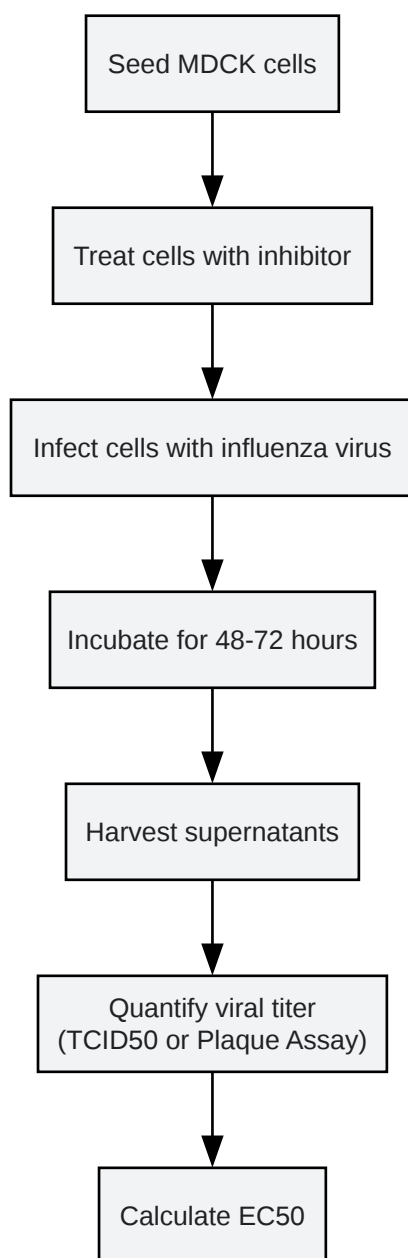 Seed MDCK cells
Treat cells with inhibitor
Infect cells with influenza virus
Incubate for 48-72 hours
Harvest supernatants
Quantify viral titer
(TCID50 or Plaque Assay)
Calculate EC50